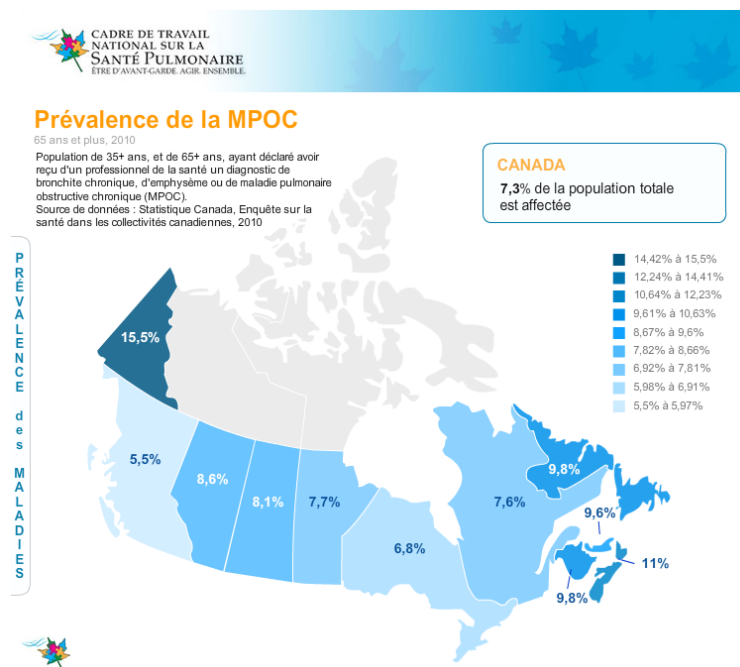 CADRE DE TRAVAIL
NATIONAL SUR LA
SANTÉ PULMONAIRE
ÊTRE D'AVANT-GARDE. AGIR. ENSEMBLE.
Prévalence de la MPOC
65 ans et plus, 2010
Population de 35+ ans, et de 65+ ans, ayant déclaré avoir
reçu d'un professionnel de la santé un diagnostic de
bronchite chronique, d'emphysème ou de maladie pulmonaire
obstructive chronique (MPOC).
Source de données : Statistique Canada, Enquête sur la
santé dans les collectivités canadiennes, 2010
CANADA
7,3% de la population totale
est affectée
PRÉVALENCE des MALADIES
14,42% à 15,5%
12,24% à 14,41%
10,64% à 12,23%
9,61% à 10,63%
8,67% à 9,6%
7,82% à 8,66%
6,92% à 7,81%
5,98% à 6,91%
5,5% à 5,97%
15,5%
5,5%
8,6%
8,1%
7,7%
6,8%
7,6%
9,8%
9,6%
11%
9,8%